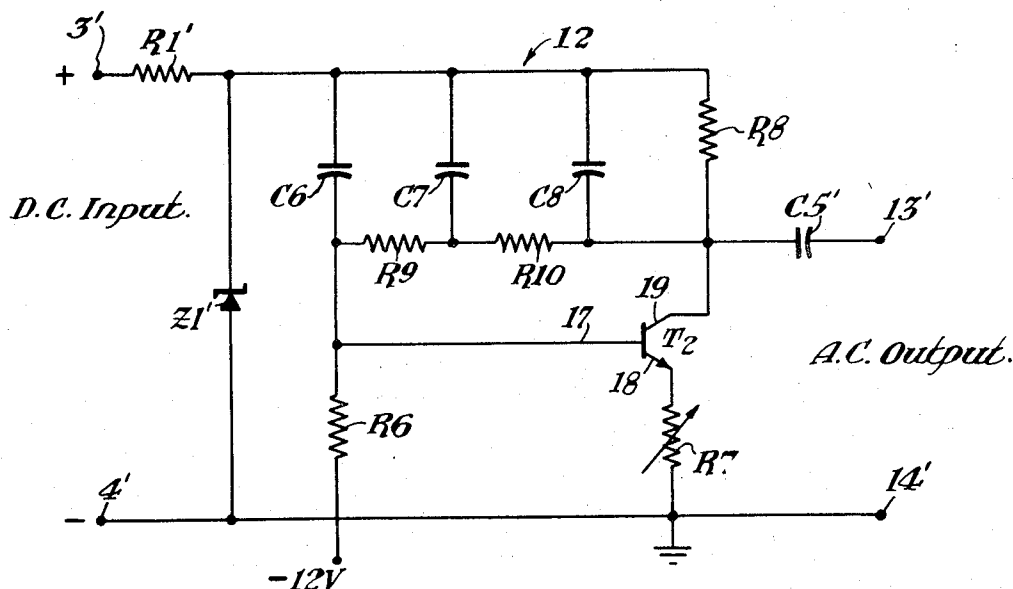 3'
R1'
12
+
R8
C6
C7
C8
D.C. Input.
C5'
13'
R9
R10
Z1'
17
19
T2
18
A.C. Output.
R6
R7
4'
14'
-
-12V